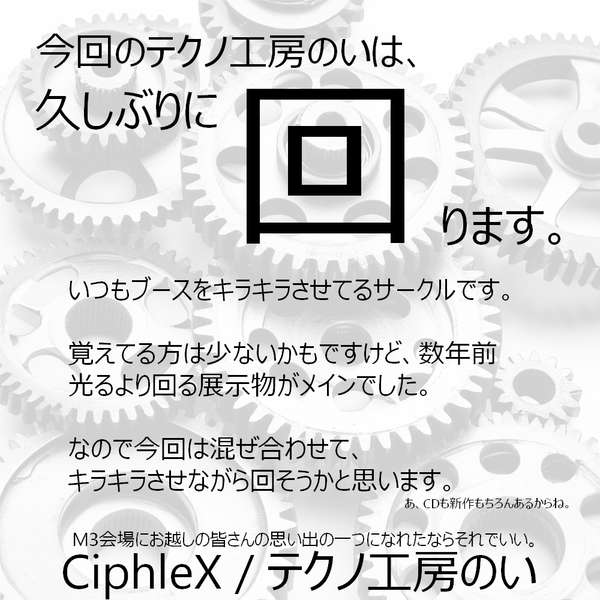 今回のテクノ工房のいは、
久しぶりに回ります。
いつもブースをキラキラさせてるサークルです。
覚えてる方は少ないかもですけど、数年前
光るより回る展示物がメインでした。
なので今回は混ぜ合わせて、
キラキラさせながら回そうかと思います。
あ、CDも新作もちろんあるからね。
M3会場にお越しの皆さんの思い出の一つになれたならそれでいい。
CiphleX / テクノ工房のい